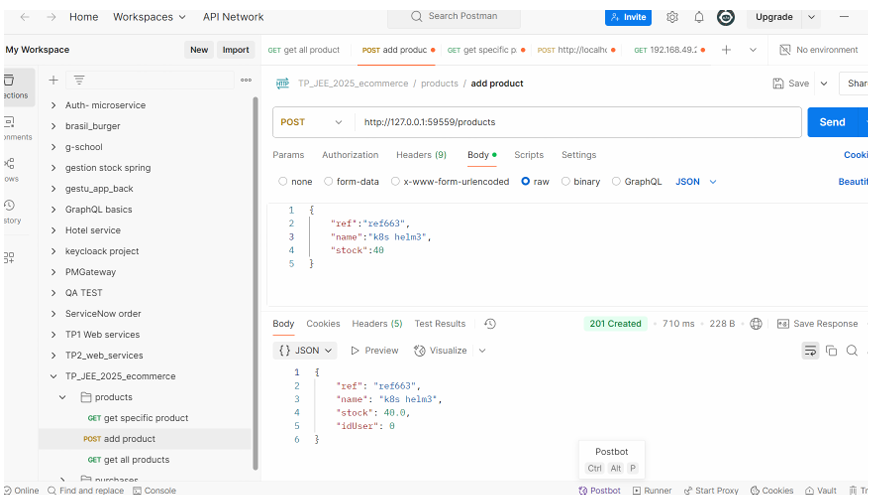 Home Workspaces API Network Search Postman Invite Upgrade
My Workspace New Import GET get all product POST add produc GET get specific p. POST http://localh GET 192.168.49.2 No environment
TP_JEE_2025_ecommerce / products / add product Save Shar
ections
POST http://127.0.0.1:59559/products Send
onments
Params Authorization Headers (9) Body Scripts Settings Cooki
ows
none form-data x-www-form-urlencoded raw binary GraphQL JSON Beautif
story
Auth- microservice
brasil_burger
g-school
gestion stock spring
gestu_app_back
GraphQL basics
Hotel service
keycloack project
PMGateway
QA TEST
ServiceNow order
TP1 Web services
TP2_web_services
TP_JEE_2025_ecommerce
products
GET get specific product
POST add product
GET get all products
purchases
1 {
2 "ref":"ref663",
3 "name":"k8s helm3",
4 "stock":40
5 }
Body Cookies Headers (5) Test Results 201 Created 710 ms 228 B Save Response
{} JSON Preview Visualize
1 {
2 "ref": "ref663",
3 "name": "k8s helm3",
4 "stock": 40.0,
5 "idUser": 0
6 }
Postbot
Ctrl Alt P
Online Find and replace Console Postbot Runner Start Proxy Cookies Vault Tr